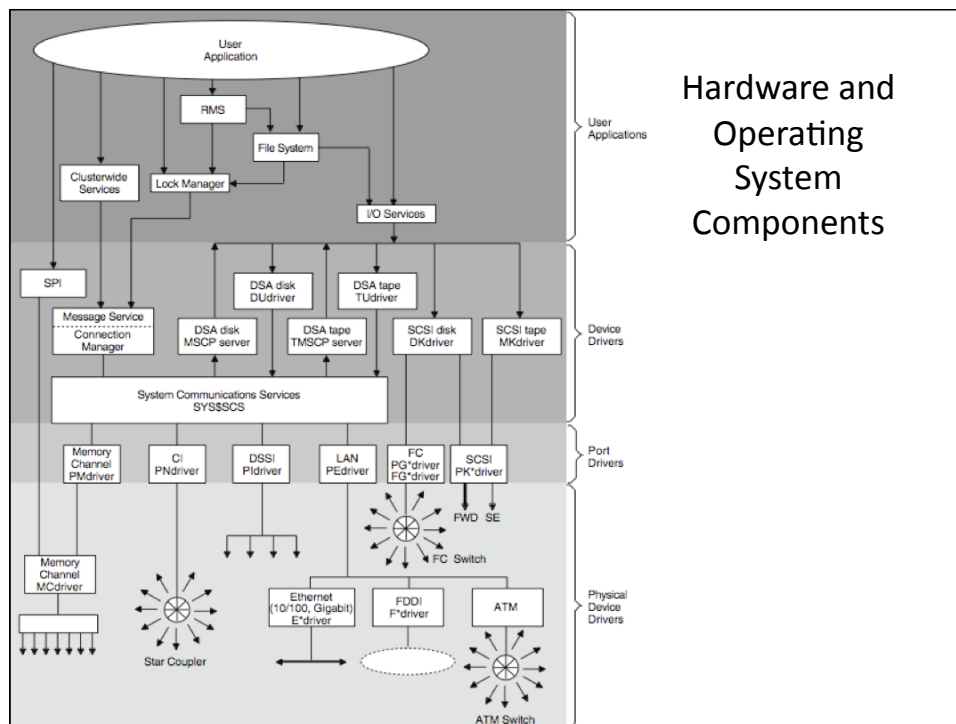 Hardware and
Operating
System
Components
User
Application
RMS
File System
Clusterwide
Services
Lock Manager
I/O Services
User
Applications
SPI
DSA disk
DUdriver
DSA tape
TUdriver
Message Service
Connection
Manager
DSA disk
MSCP server
DSA tape
TMSCP server
SCSI disk
DKdriver
SCSI tape
MKdriver
Device
Drivers
System Communications Services
SYS$SCS
Memory
Channel
PMdriver
CI
PNdriver
DSSI
PIdriver
LAN
PEdriver
FC
PG*driver
FG*driver
SCSI
PK*driver
Port
Drivers
FWD
SE
FC Switch
Memory
Channel
MCdriver
Ethernet
(10/100, Gigabit)
E*driver
FDDI
F*driver
ATM
Physical
Device
Drivers
Star Coupler
ATM Switch